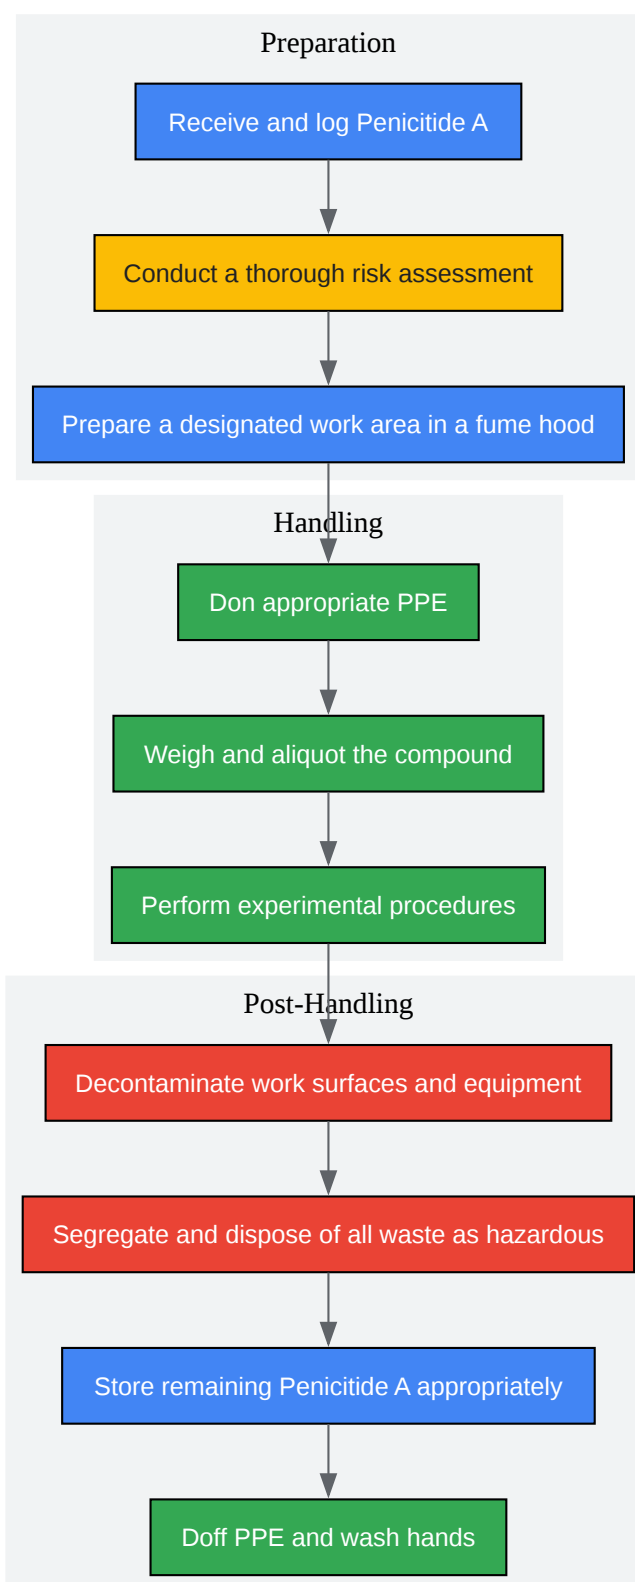 Preparation
Receive and log Penicitide A
Conduct a thorough risk assessment
Prepare a designated work area in a fume hood
Handling
Don appropriate PPE
Weigh and aliquot the compound
Perform experimental procedures
Post-Handling
Decontaminate work surfaces and equipment
Segregate and dispose of all waste as hazardous
Store remaining Penicitide A appropriately
Doff PPE and wash hands